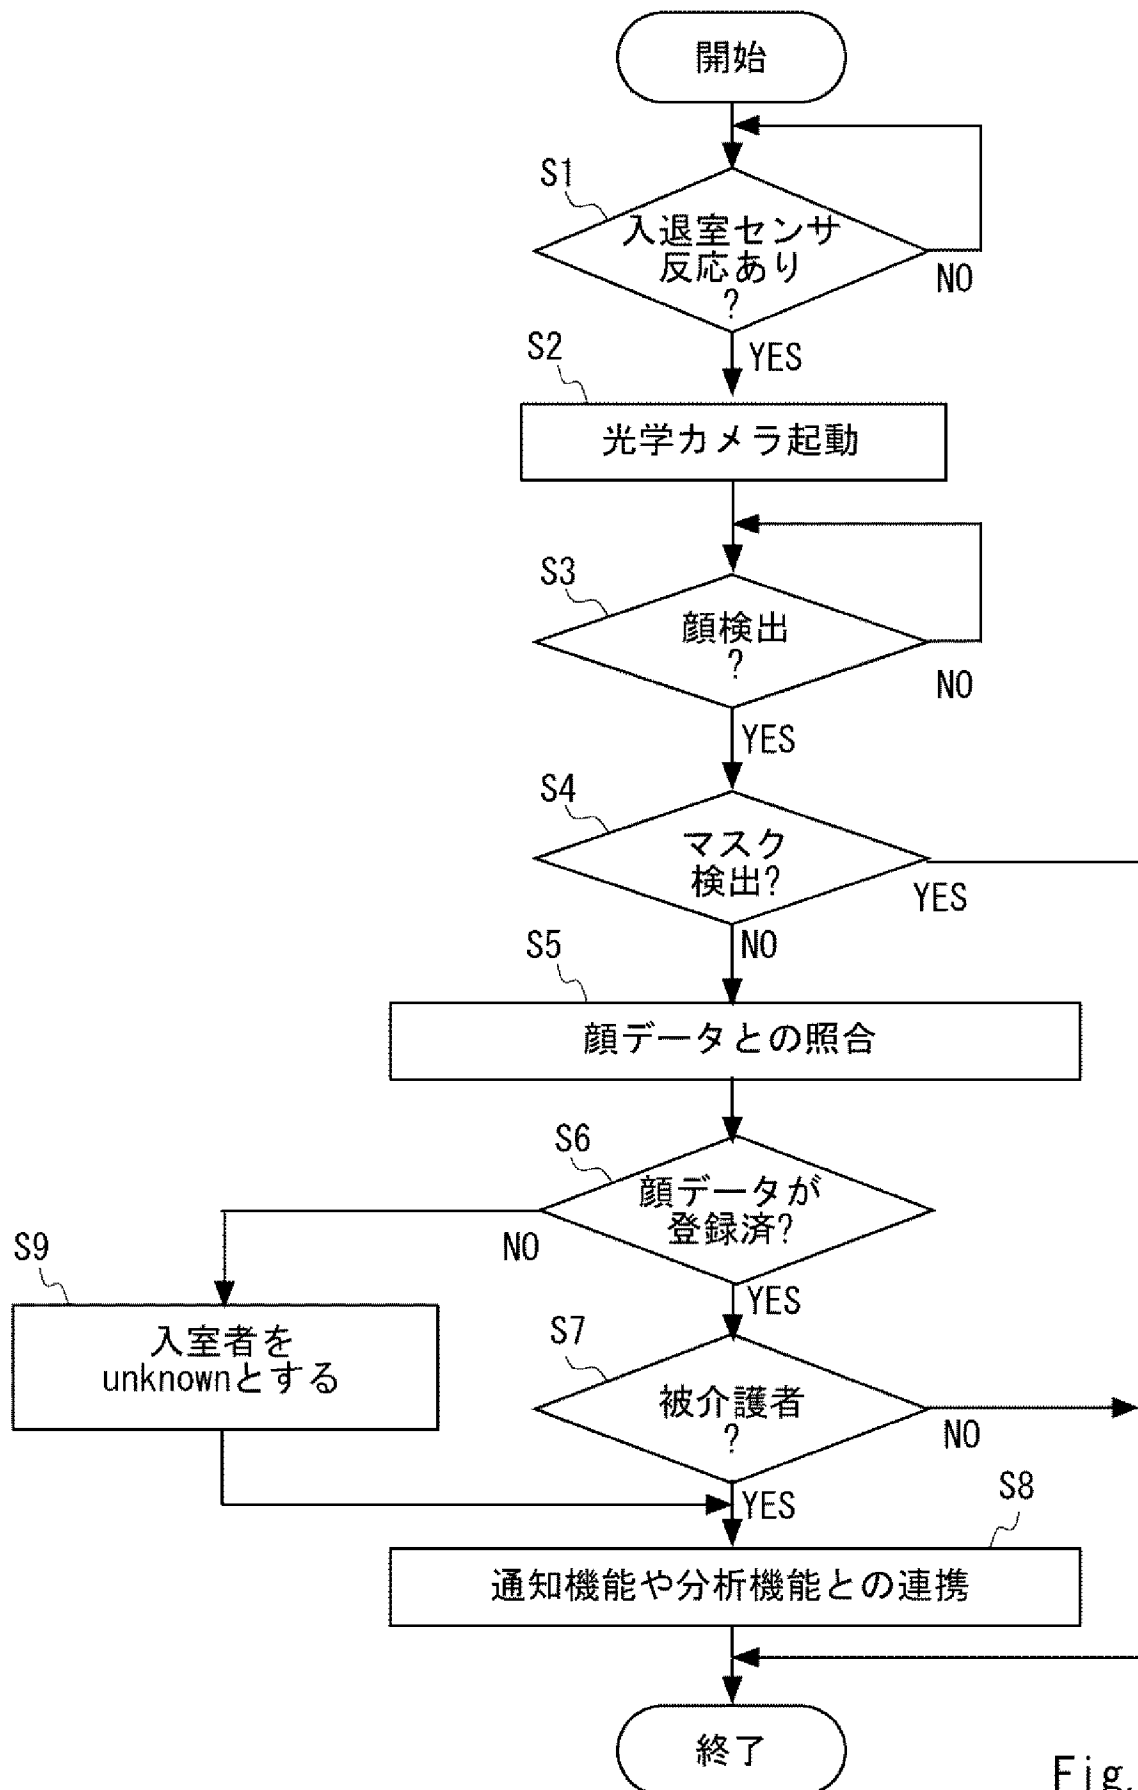 開始
S1
入退室センサ
反応あり
?
NO
YES
S2
光学カメラ起動
S3
顔検出
?
NO
YES
S4
マスク
検出?
YES
NO
S5
顔データとの照合
S6
顔データが
登録済?
NO
YES
S9
入室者を
unknownとする
S7
被介護者
?
NO
YES
S8
通知機能や分析機能との連携
終了
Fig.